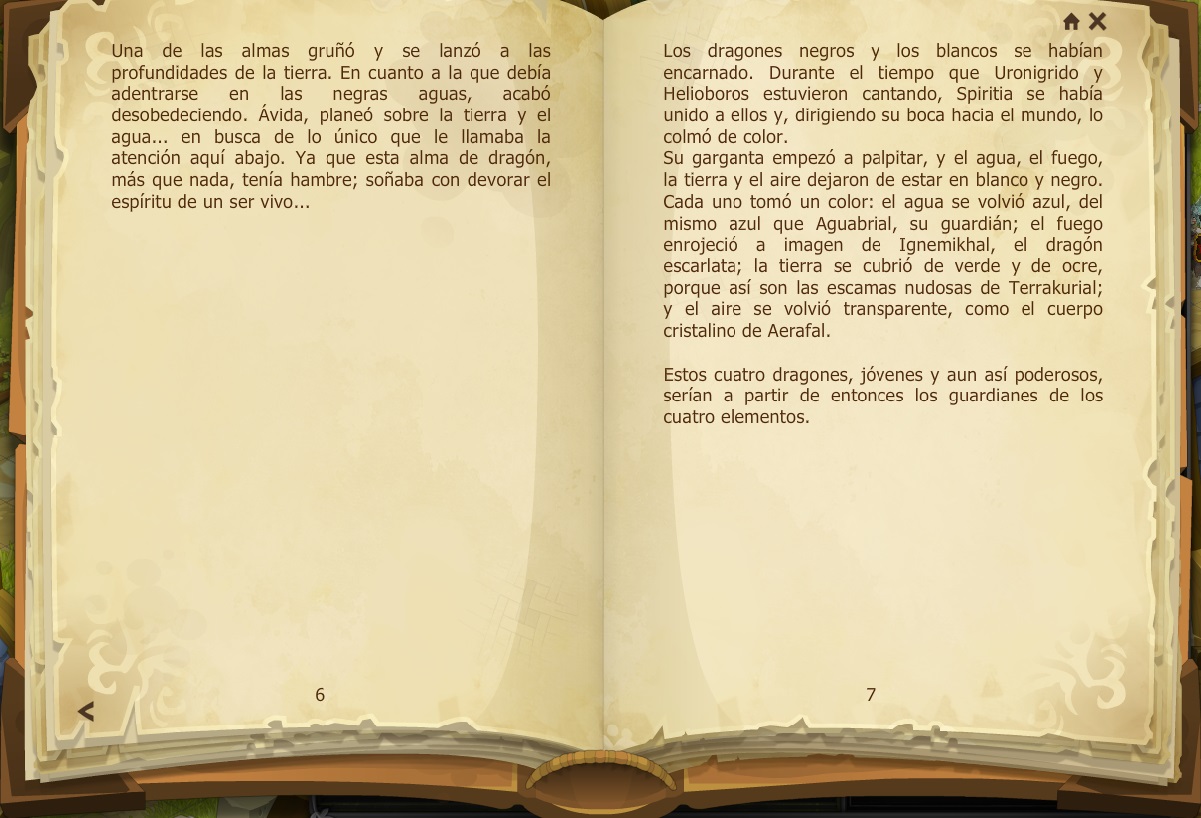 Una de las almas gruñó y se lanzó a las
profundidades de la tierra. En cuanto a la que debía
adentrarse en las negras aguas, acabó
desobedeciendo. Ávida, planeó sobre la tierra y el
agua... en busca de lo único que le llamaba la
atención aquí abajo. Ya que esta alma de dragón,
más que nada, tenía hambre; soñaba con devorar el
espíritu de un ser vivo...
6
Los dragones negros y los blancos se habían
encarnado. Durante el tiempo que Uronigrido y
Helioboros estuvieron cantando, Spiritia se había
unido a ellos y, dirigiendo su boca hacia el mundo, lo
colmó de color.
Su garganta empezó a palpitar, y el agua, el fuego,
la tierra y el aire dejaron de estar en blanco y negro.
Cada uno tomó un color: el agua se volvió azul, del
mismo azul que Aguabrial, su guardián; el fuego
enrojeció a imagen de Ignemikhal, el dragón
escarlata; la tierra se cubrió de verde y de ocre,
porque así son las escamas nudosas de Terrakurial;
y el aire se volvió transparente, como el cuerpo
cristalino de Aerafal.
Estos cuatro dragones, jóvenes y aun así poderosos,
serían a partir de entonces los guardianes de los
cuatro elementos.
7